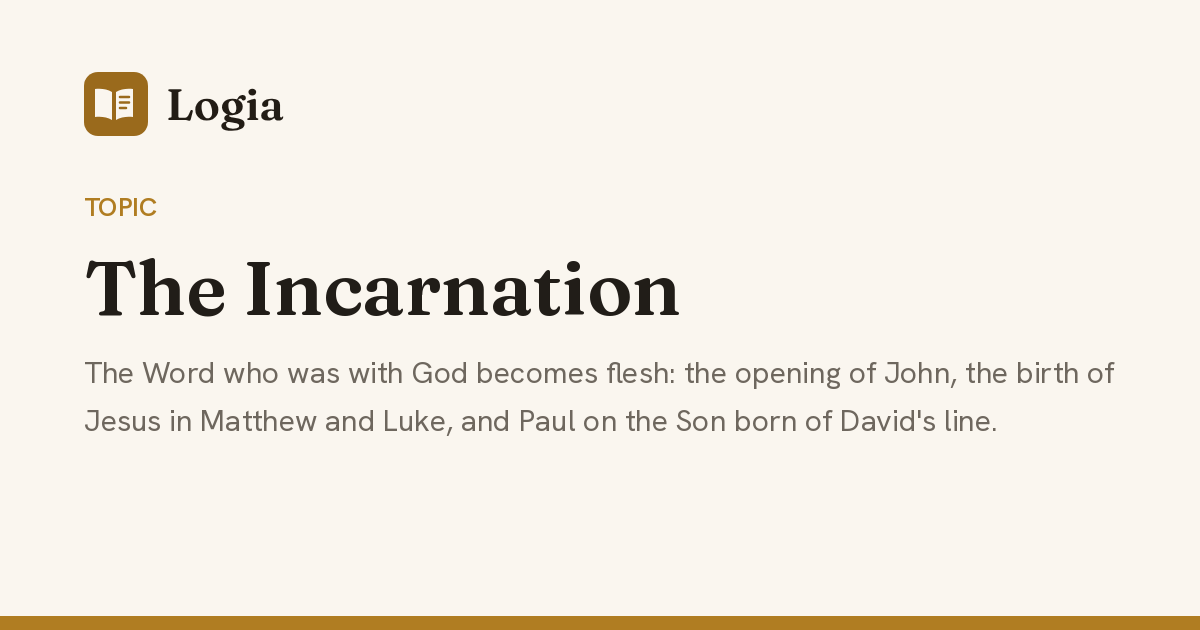 Logia
TOPIC
The Incarnation
The Word who was with God becomes flesh: the opening of John, the birth of
Jesus in Matthew and Luke, and Paul on the Son born of David's line.